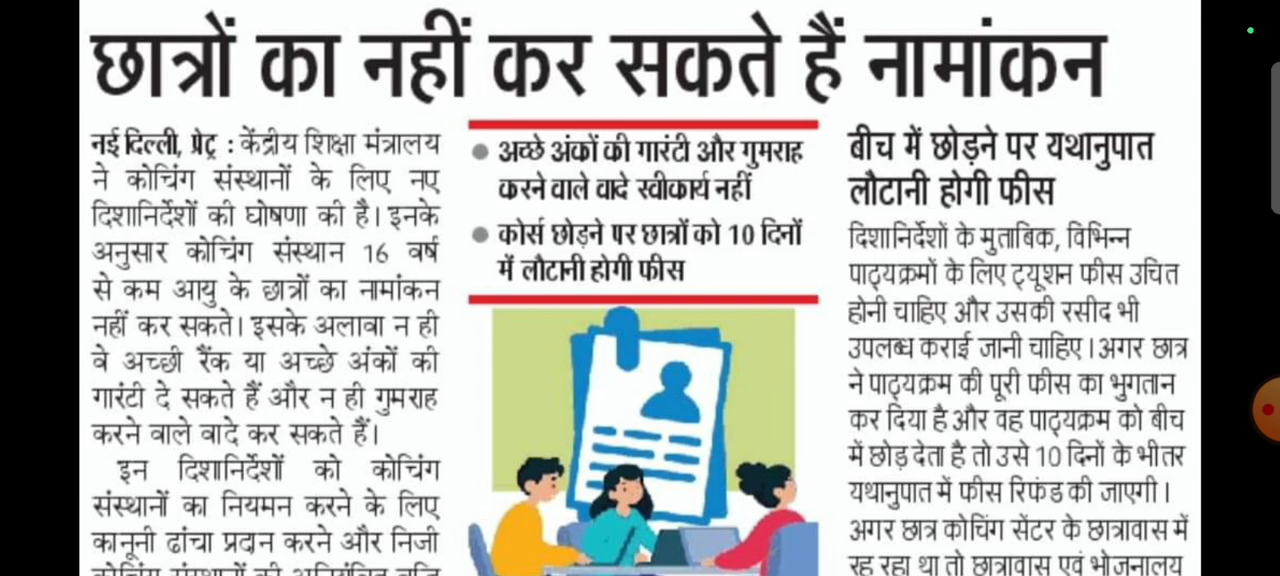 छात्रों का नहीं कर सकते हैं नामांकन
नई दिल्ली, प्रेट्र : केंद्रीय शिक्षा मंत्रालय
ने कोचिंग संस्थानों के लिए नए
दिशानिर्देशों की घोषणा की है। इनके
अनुसार कोचिंग संस्थान 16 वर्ष
से कम आयु के छात्रों का नामांकन
नहीं कर सकते। इसके अलावा न ही
वे अच्छी रैंक या अच्छे अंकों की
गारंटी दे सकते हैं और न ही गुमराह
करने वाले वादे कर सकते हैं।
इन दिशानिर्देशों को कोचिंग
संस्थानों का नियमन करने के लिए
कानूनी ढांचा प्रदान करने और निजी
कोचिंग संस्थानों की
अच्छे अंकों की गारंटी और गुमराह
करने वाले वादे स्वीकार्य नहीं
कोर्स छोड़ने पर छात्रों को 10 दिनों
में लौटानी होगी फीस
बीच में छोड़ने पर यथानुपात
लौटानी होगी फीस
दिशानिर्देशों के मुताबिक, विभिन्न
पाठ्यक्रमों के लिए ट्यूशन फीस उचित
होनी चाहिए और उसकी रसीद भी
उपलब्ध कराई जानी चाहिए। अगर छात्र
ने पाठ्यक्रम की पूरी फीस का भुगतान
कर दिया है और वह पाठ्यक्रम को बीच
में छोड़ देता है तो उसे 10 दिनों के भीतर
यथानुपात में फीस रिफंड की जाएगी।
अगर छात्र कोचिंग सेंटर के छात्रावास में
रह रहा था तो छात्रावास एवं भोजनालय